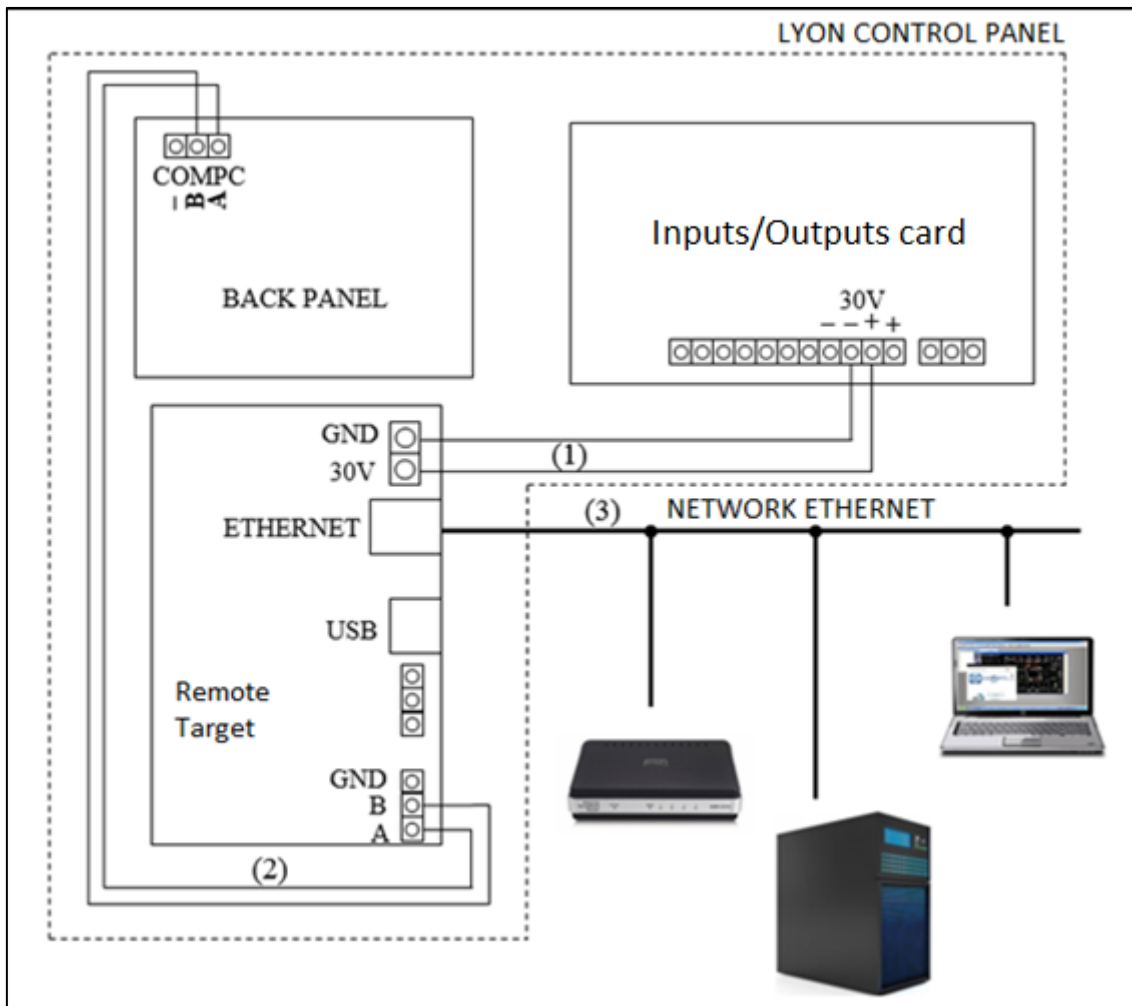 LYON CONTROL PANEL
COMPC
– B A
BACK PANEL
Inputs/Outputs card
30V
– – + +
GND
(1)
30V
(3) NETWORK ETHERNET
ETHERNET
USB
Remote
Target
GND
B
A
(2)